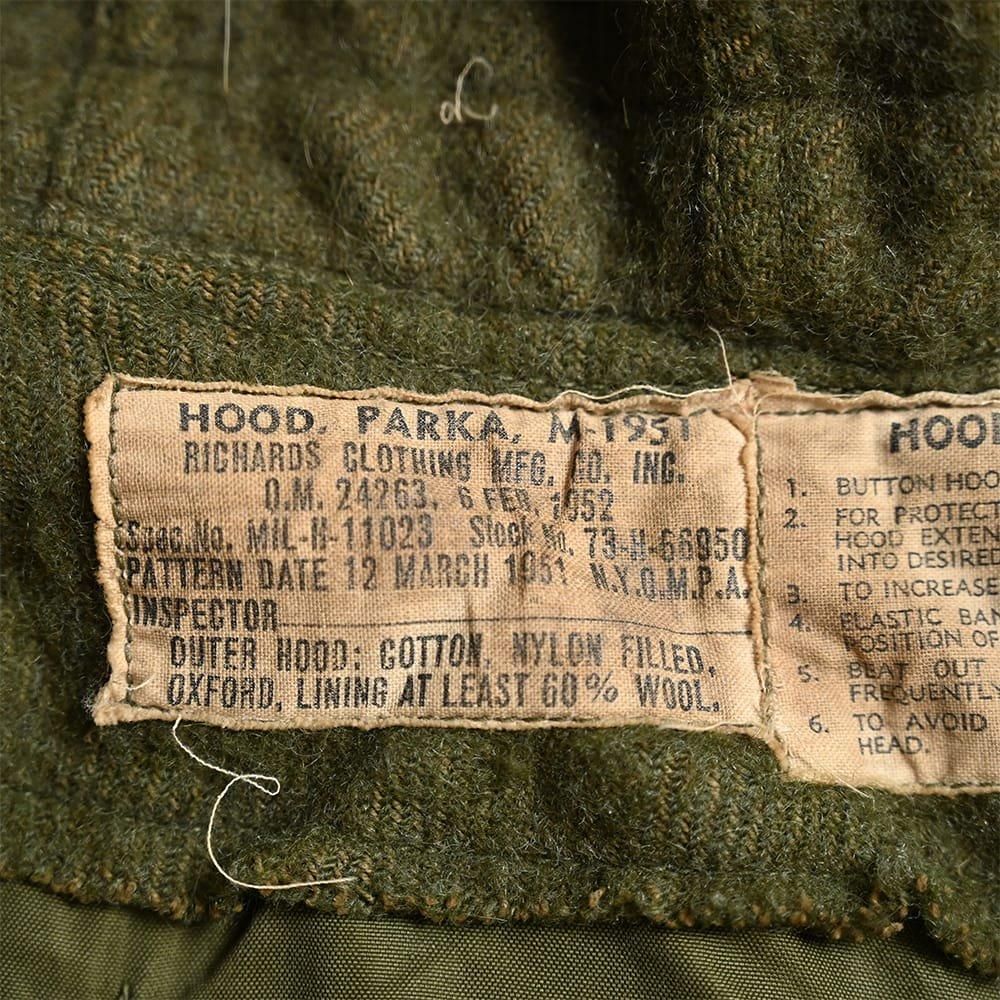 HOOD, PARKA, M-1951
RICHARDS CLOTHING MFG. CO. INC.
O.M. 24263, 6 FEB. 1952
Spec. No. MIL-H-11023 Stock No. 73-H-66950
PATTERN DATE 12 MARCH 1951 N.Y.Q.M.P.A.
INSPECTOR
OUTER HOOD: COTTON, NYLON FILLED,
OXFORD, LINING AT LEAST 60% WOOL.
HOO
1. BUTTON HOO
2. FOR PROTECT
HOOD EXTEN
INTO DESIRED
3. TO INCREASE
4. ELASTIC BAN
POSITION OF
5. BEAT OUT
FREQUENTLY
6. TO AVOID
HEAD.